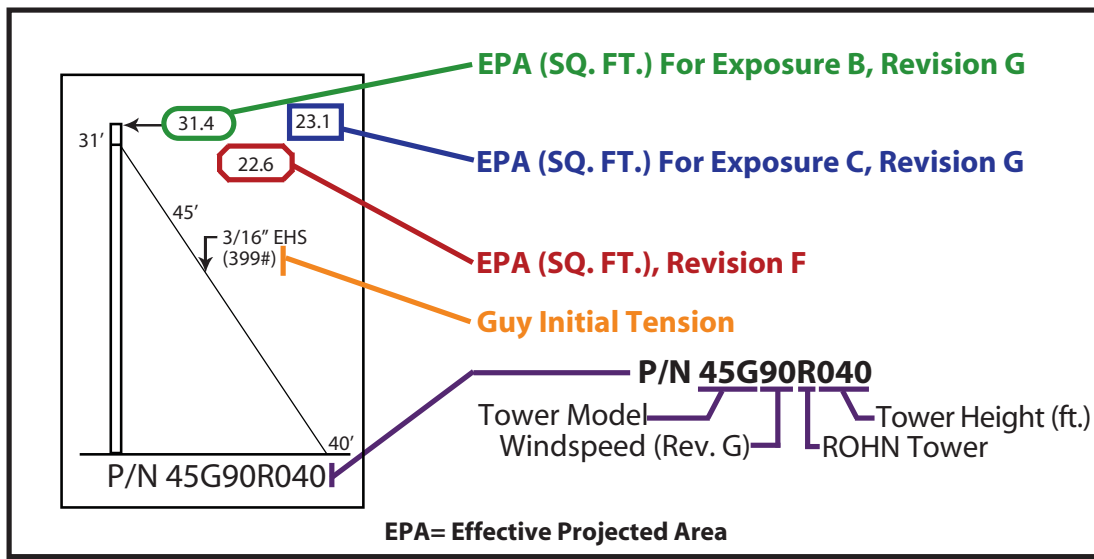 EPA (SQ. FT.) For Exposure B, Revision G
31.4
23.1
31’
22.6
EPA (SQ. FT.) For Exposure C, Revision G
45’
3/16” EHS
(399#)
EPA (SQ. FT.), Revision F
Guy Initial Tension
P/N 45G90R040
Tower Model
Tower Height (ft.)
Windspeed (Rev. G)
ROHN Tower
40’
P/N 45G90R040
EPA= Effective Projected Area